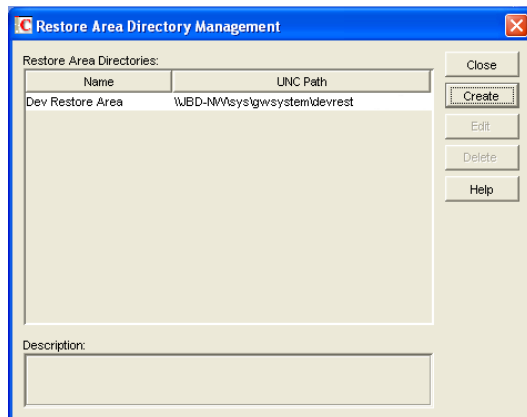 Restore Area Directory Management
Restore Area Directories:
Name UNC Path
Dev Restore Area \\JBD-NW\sys\gwsystem\devrest
Close
Create
Edit
Delete
Help
Description: